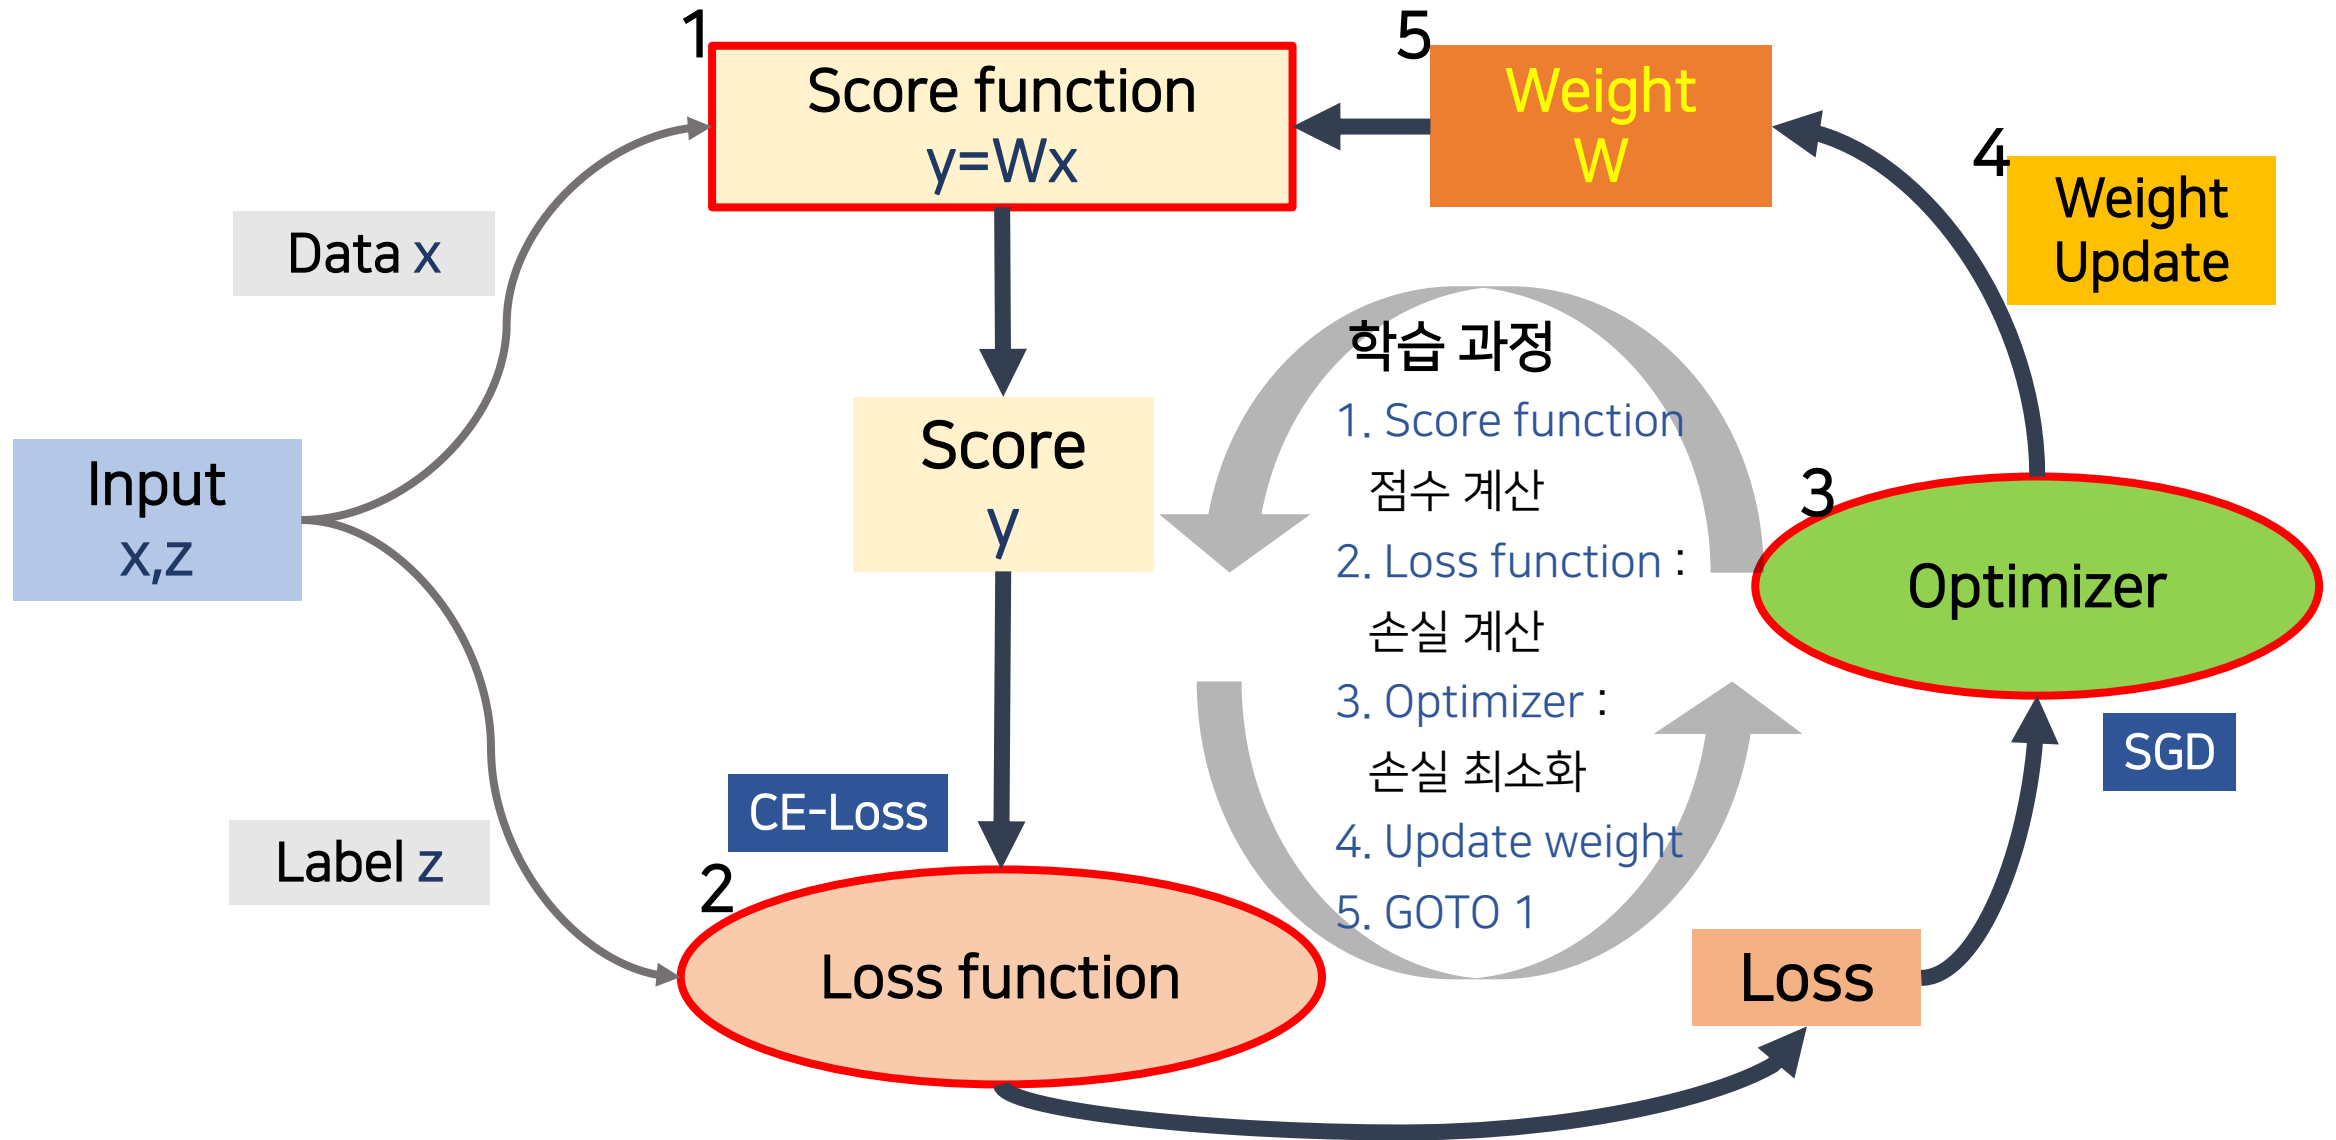 1
Score function
y=Wx
5
Weight
W
4
Weight
Update
Data x
Input
x,z
Score
y
학습 과정
1. Score function
점수 계산
2. Loss function :
손실 계산
3. Optimizer :
손실 최소화
4. Update weight
5. GOTO 1
3
Optimizer
SGD
CE-Loss
Label z
2
Loss function
Loss